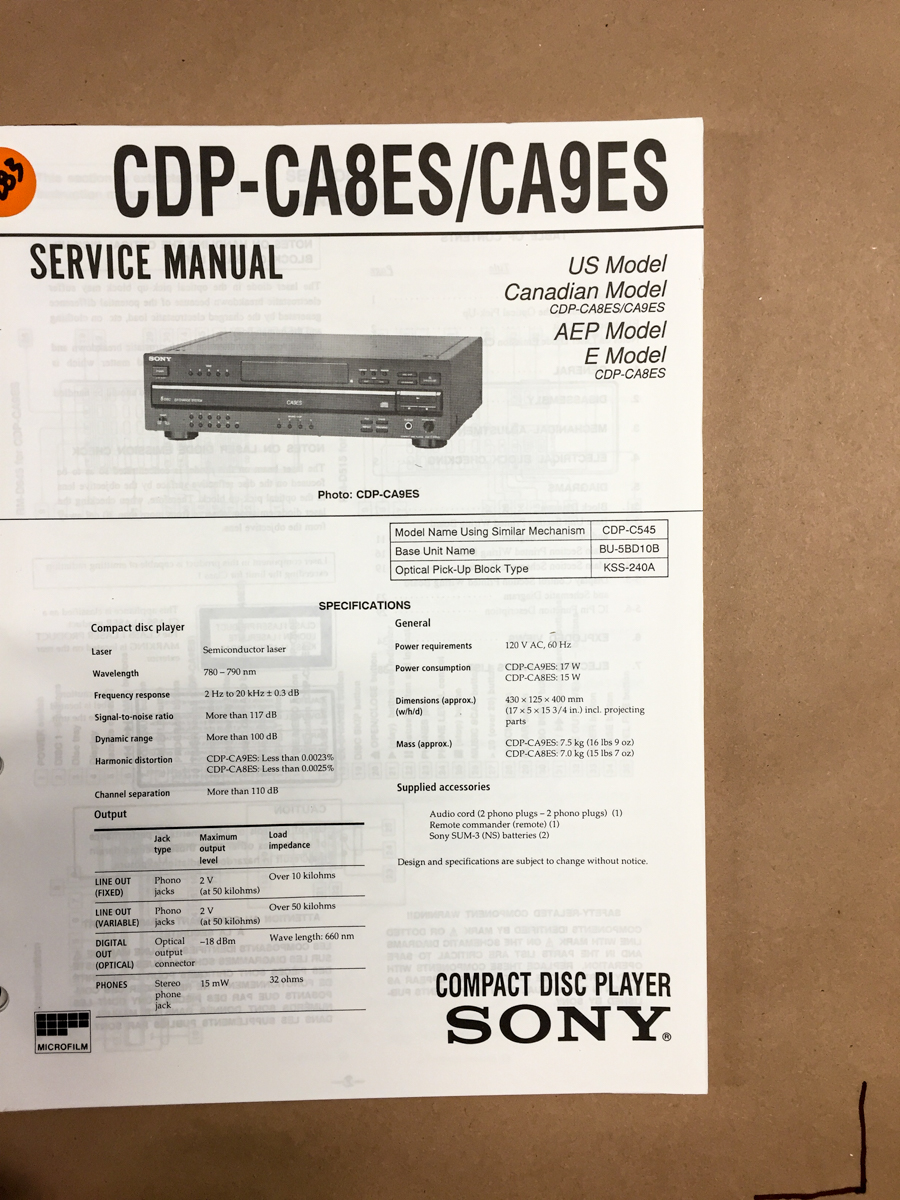 CDP-CA8ES/CA9ES
SERVICE MANUAL
US Model
Canadian Model
CDP-CA8ES/CA9ES
AEP Model
E Model
CDP-CA8ES
SONY
CA9ES
Photo: CDP-CA9ES
Model Name Using Similar Mechanism CDP-C545
Base Unit Name BU-5BD10B
Optical Pick-Up Block Type KSS-240A
SPECIFICATIONS
Compact disc player
Laser Semiconductor laser
Wavelength 780 – 790 nm
Frequency response 2 Hz to 20 kHz ± 0.3 dB
Signal-to-noise ratio More than 117 dB
Dynamic range More than 100 dB
Harmonic distortion CDP-CA9ES: Less than 0.0023%
CDP-CA8ES: Less than 0.0025%
Channel separation More than 110 dB
Output
Jack type Maximum output level Load impedance
LINE OUT (FIXED) Phono jacks 2 V (at 50 kilohms) Over 10 kilohms
LINE OUT (VARIABLE) Phono jacks 2 V (at 50 kilohms) Over 50 kilohms
DIGITAL OUT (OPTICAL) Optical output connector –18 dBm Wave length: 660 nm
PHONES Stereo phone jack 15 mW 32 ohms
General
Power requirements 120 V AC, 60 Hz
Power consumption CDP-CA9ES: 17 W
CDP-CA8ES: 15 W
Dimensions (approx.) 430 × 125 × 400 mm
(w/h/d) (17 × 5 × 15 3/4 in.) incl. projecting
parts
Mass (approx.) CDP-CA9ES: 7.5 kg (16 lbs 9 oz)
CDP-CA8ES: 7.0 kg (15 lbs 7 oz)
Supplied accessories
Audio cord (2 phono plugs – 2 phono plugs) (1)
Remote commander (remote) (1)
Sony SUM-3 (NS) batteries (2)
Design and specifications are subject to change without notice.
MICROFILM
COMPACT DISC PLAYER
SONY®